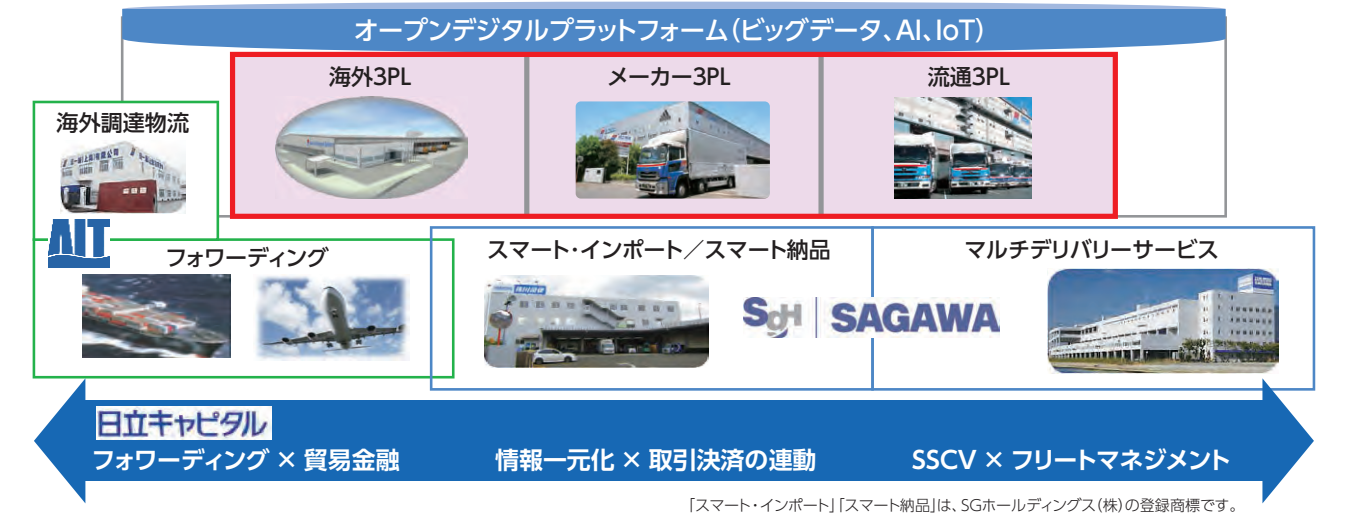 オープンデジタルプラットフォーム（ビッグデータ、AI、IoT）
海外3PL
メーカー3PL
流通3PL
海外調達物流
AIT
フォワーディング
スマート・インポート／スマート納品
マルチデリバリーサービス
SGH SAGAWA
日立キャピタル
フォワーディング × 貿易金融
情報一元化 × 取引決済の連動
SSCV × フリートマネジメント
「スマート・インポート」「スマート納品」は、SGホールディングス（株）の登録商標です。